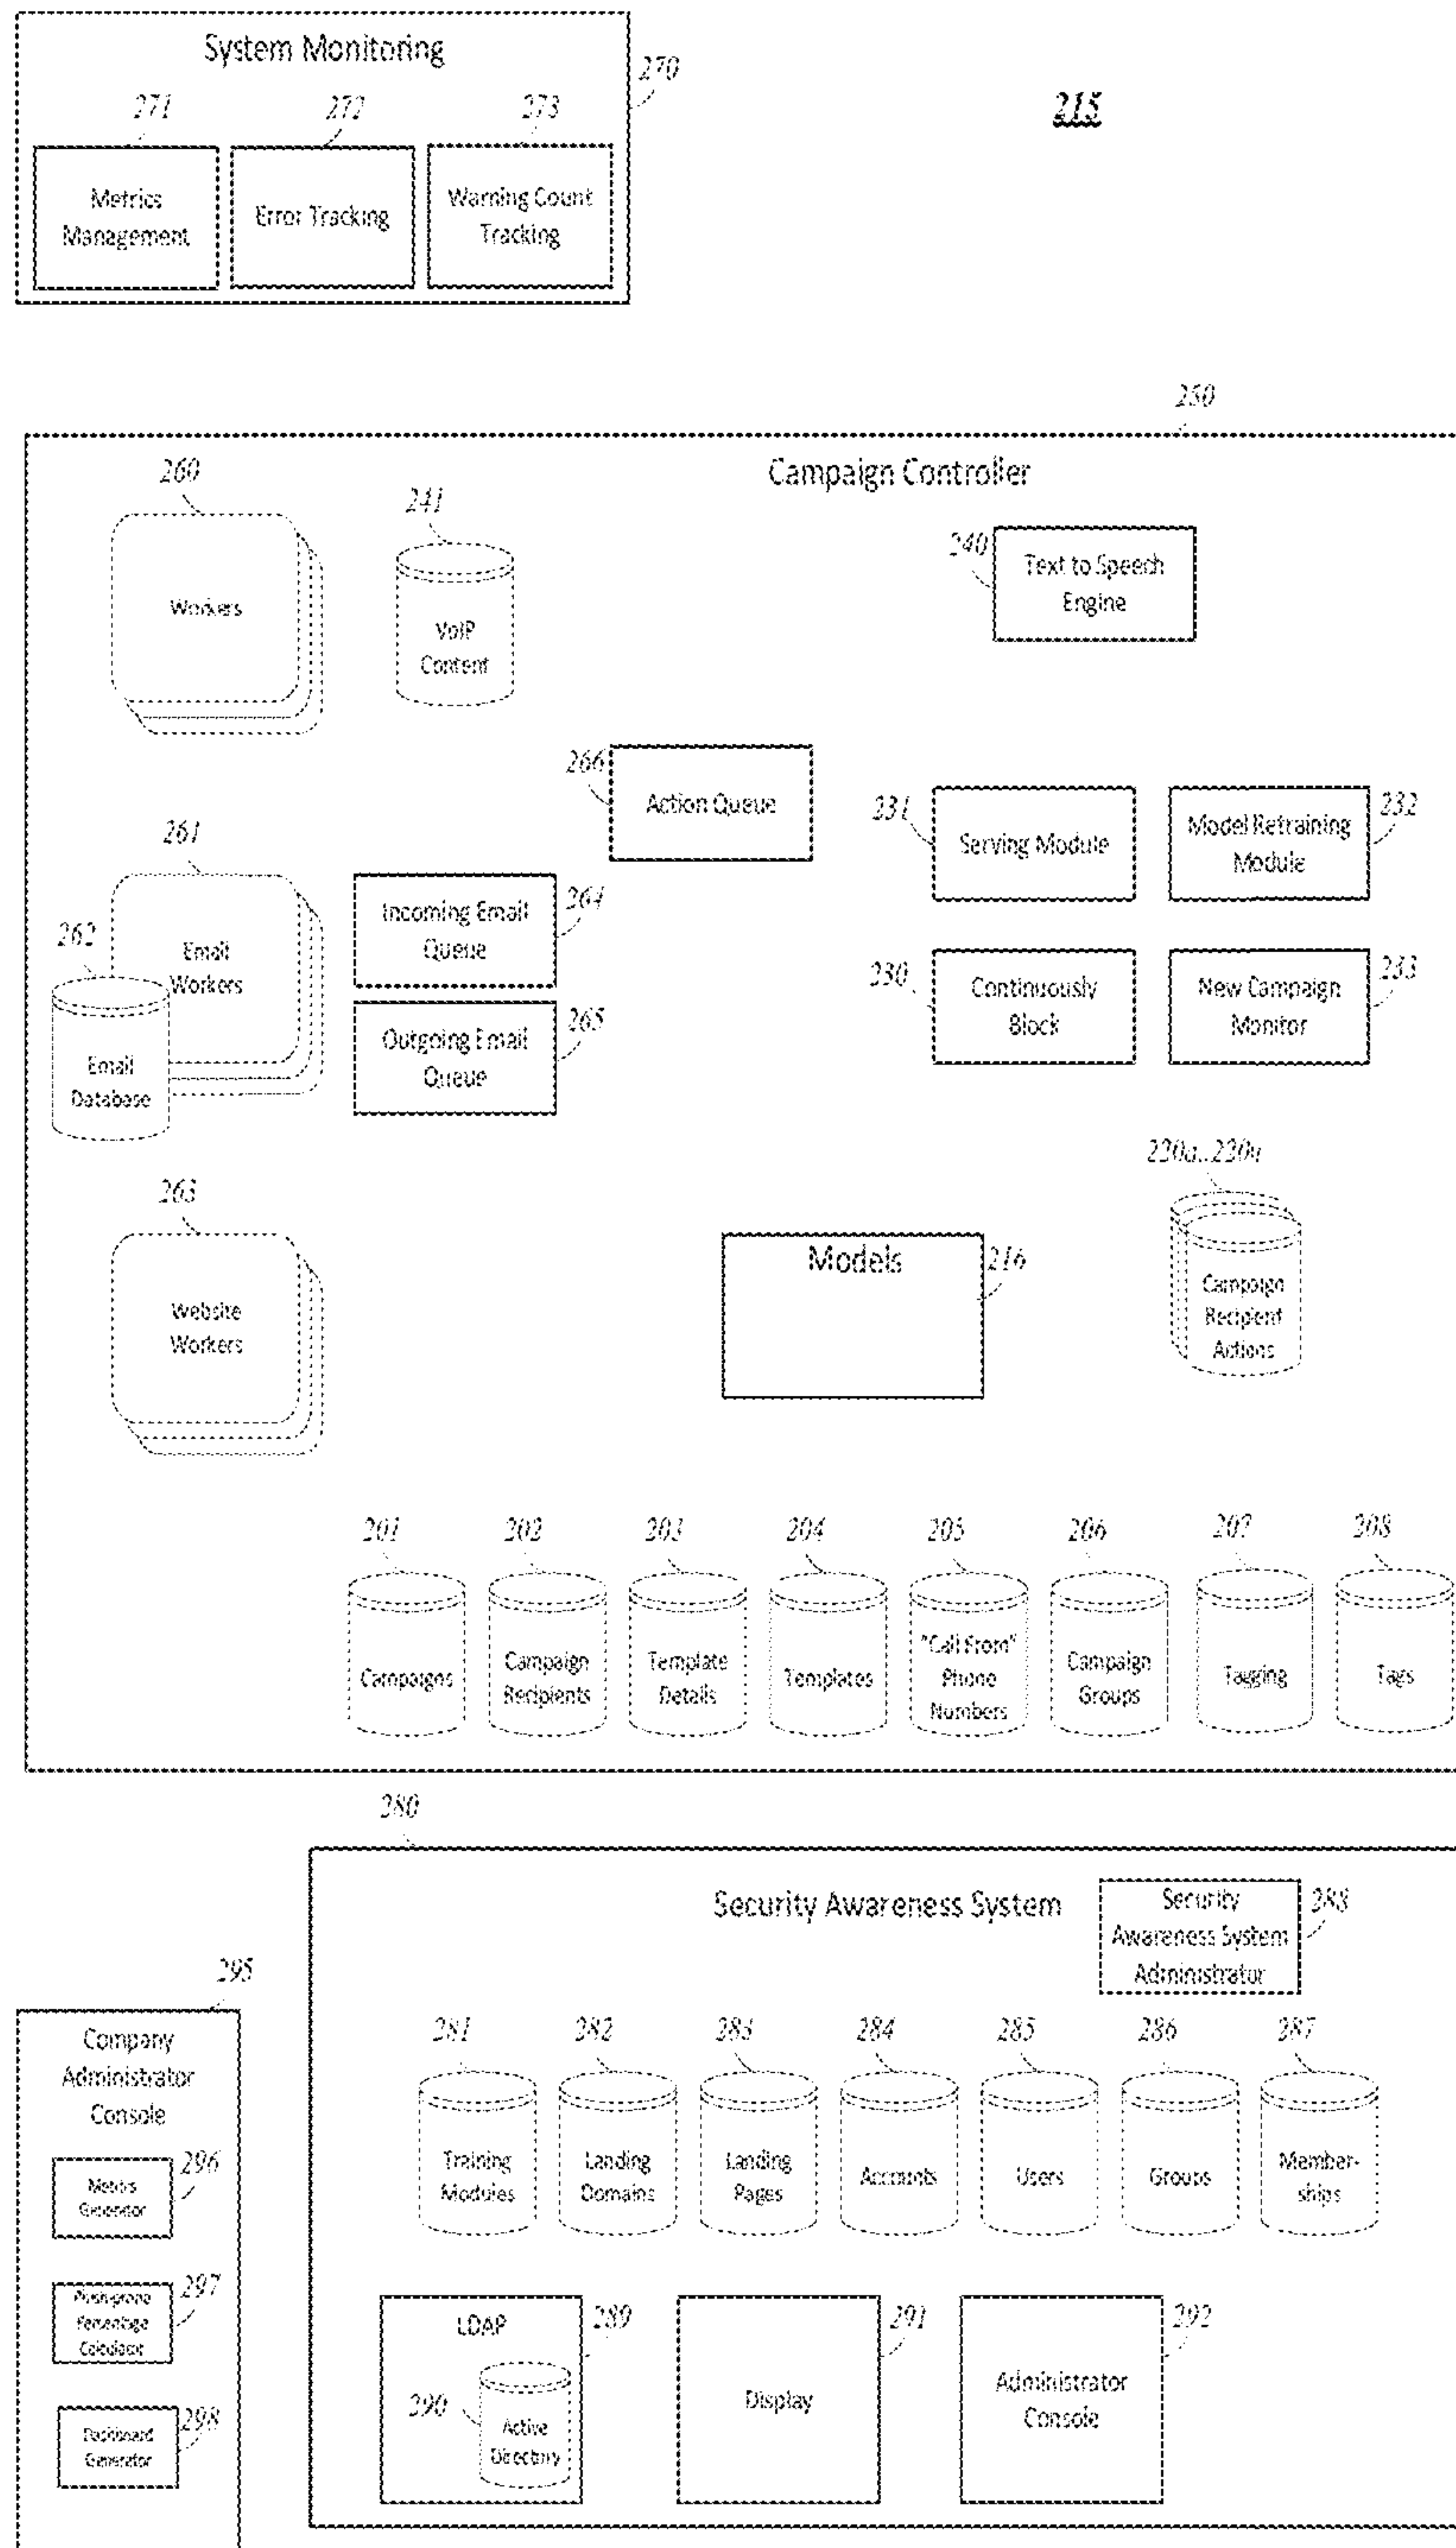 System Monitoring
270
215
271
272
273
Metrics
Management
Error Tracking
Warning Count
Tracking
250
Campaign Controller
260
Workers
241
VoIP
Content
240
Text to Speech
Engine
266
Action Queue
231
Serving Module
Model Retraining
Module
232
261
Email
Workers
262
Email
Database
Incoming Email
Queue
264
Outgoing Email
Queue
265
230
Continuously
Block
New Campaign
Monitor
233
263
Website
Workers
Models
216
230a..230n
Campaign
Recipient
Actions
201
202
203
204
205
206
207
208
Campaigns
Campaign
Recipients
Template
Details
Templates
"Call From"
Phone
Numbers
Campaign
Groups
Tagging
Tags
280
Security Awareness System
Security
Awareness System
Administrator
288
295
Company
Administrator
Console
Metrics
Generator
296
Phish-prone
Percentage
Calculator
297
Dashboard
Generator
298
281
282
283
284
285
286
287
Training
Modules
Landing
Domains
Landing
Pages
Accounts
Users
Groups
Member-
ships
LDAP
289
290
Active
Directory
Display
291
Administrator
Console
292